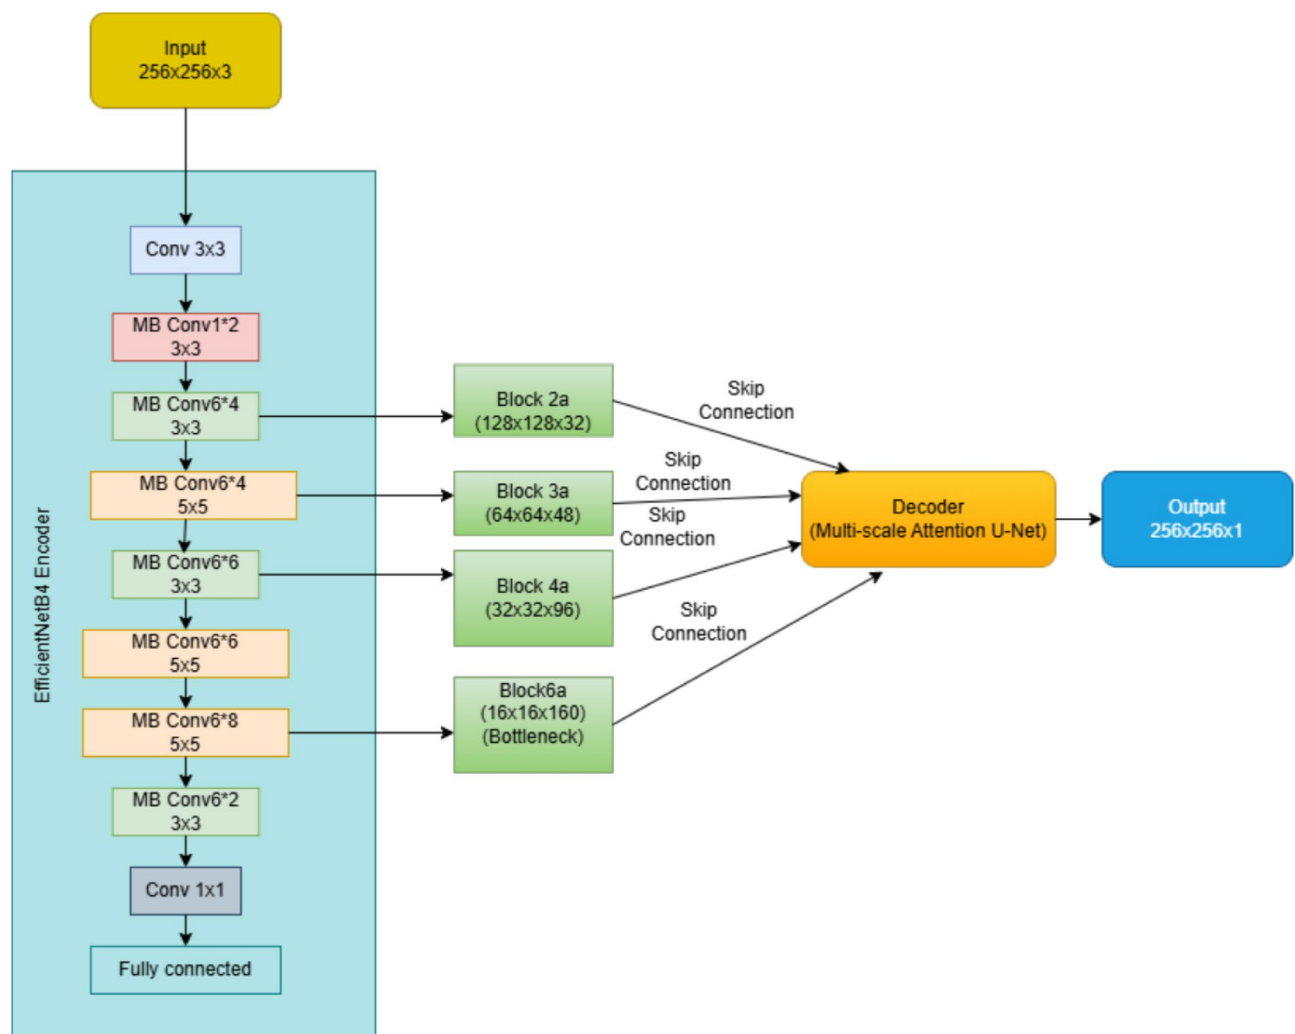 Input
256x256x3
EfficientNetB4 Encoder
Conv 3x3
MB Conv1*2
3x3
MB Conv6*4
3x3
MB Conv6*4
5x5
MB Conv6*6
3x3
MB Conv6*6
5x5
MB Conv6*8
5x5
MB Conv6*2
3x3
Conv 1x1
Fully connected
Block 2a
(128x128x32)
Block 3a
(64x64x48)
Block 4a
(32x32x96)
Block6a
(16x16x160)
(Bottleneck)
Skip
Connection
Skip
Connection
Skip
Connection
Skip
Connection
Decoder
(Multi-scale Attention U-Net)
Output
256x256x1